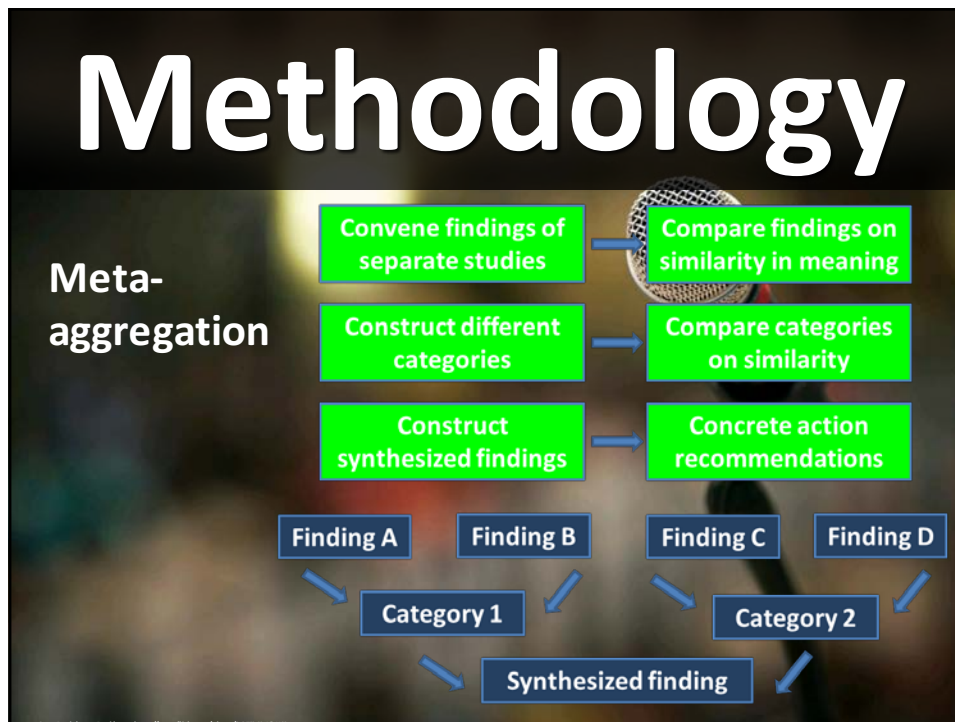 Methodology
Meta-
aggregation
Convene findings of
separate studies
Compare findings on
similarity in meaning
Construct different
categories
Compare categories
on similarity
Construct
synthesized findings
Concrete action
recommendations
Finding A
Finding B
Finding C
Finding D
Category 1
Category 2
Synthesized finding